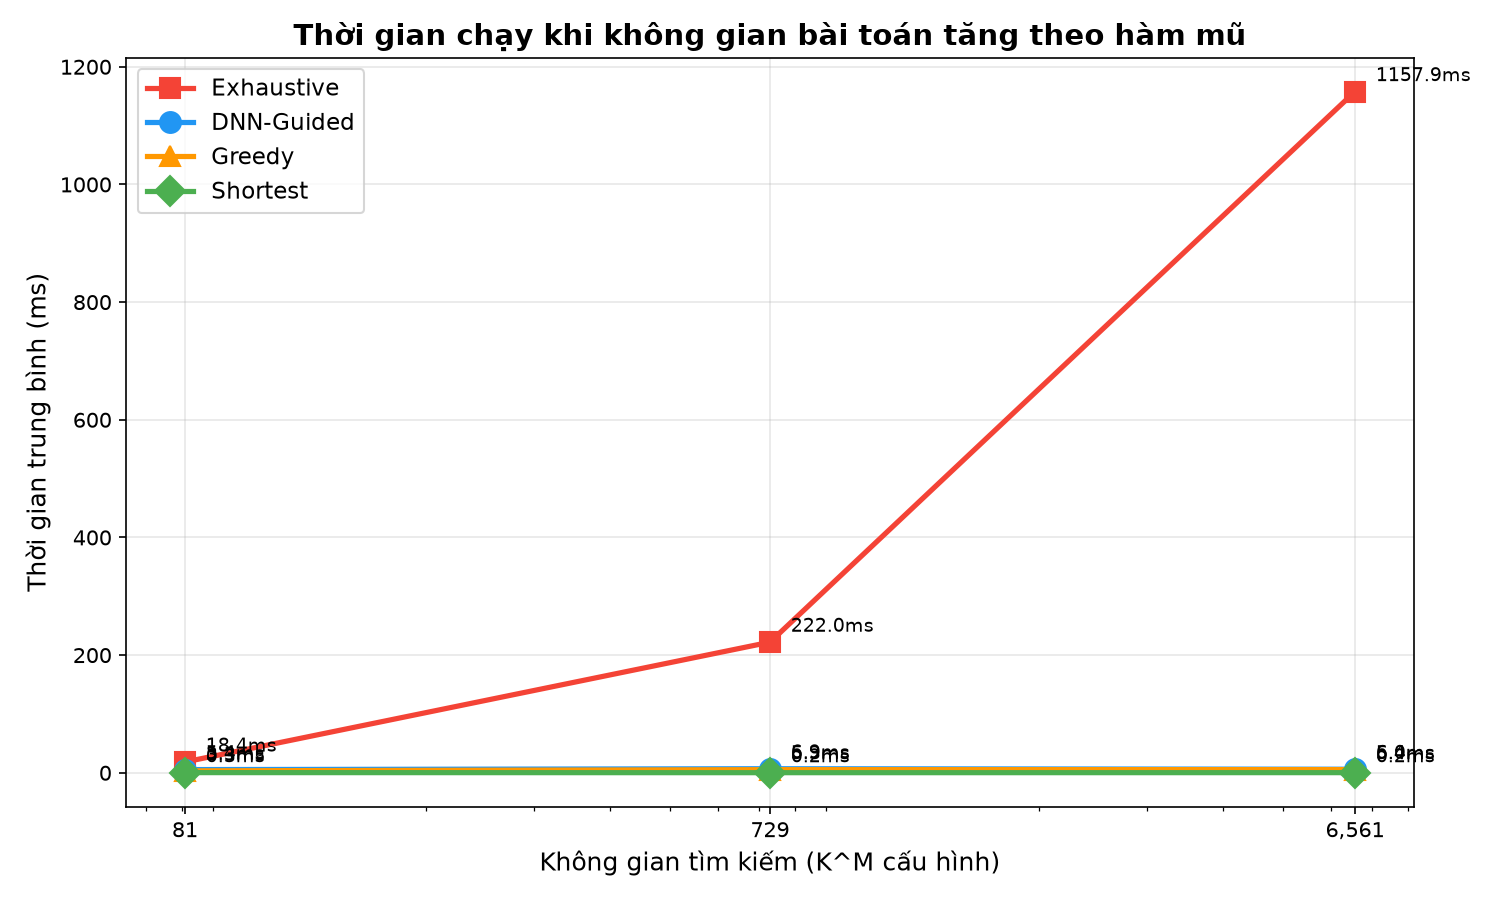 Thời gian chạy khi không gian bài toán tăng theo hàm mũ
Exhaustive
DNN-Guided
Greedy
Shortest
Thời gian trung bình (ms)
1200
1000
800
600
400
200
0
1157.9ms
222.0ms
18.4ms
81
729
6,561
Không gian tìm kiếm (K^M cấu hình)